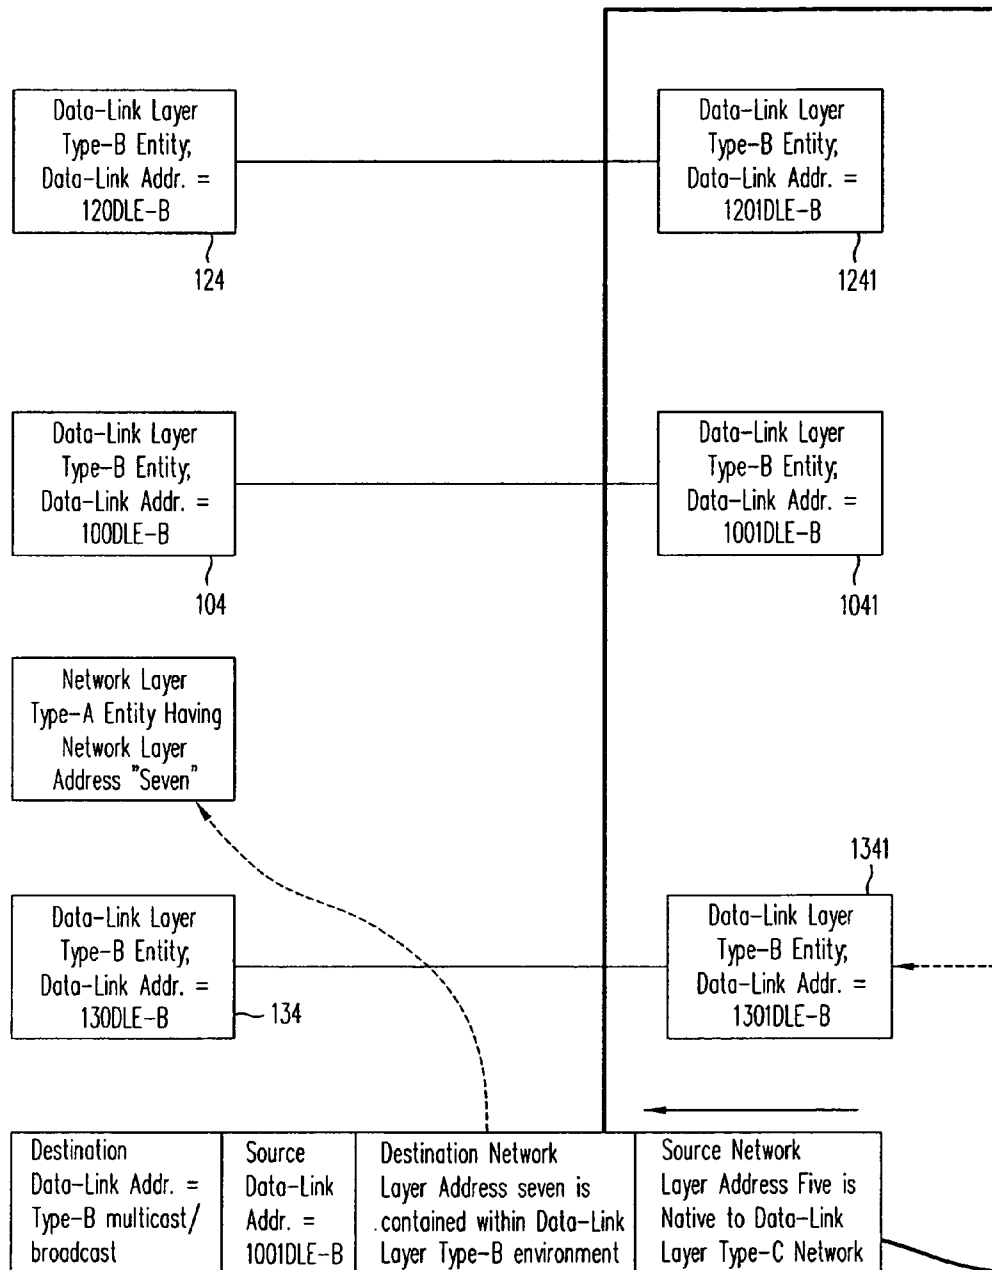 Data-Link Layer
Type-B Entity;
Data-Link Addr. =
120DLE-B
124
Data-Link Layer
Type-B Entity;
Data-Link Addr. =
1201DLE-B
1241
Data-Link Layer
Type-B Entity;
Data-Link Addr. =
100DLE-B
104
Data-Link Layer
Type-B Entity;
Data-Link Addr. =
1001DLE-B
1041
Network Layer
Type-A Entity Having
Network Layer
Address "Seven"
Data-Link Layer
Type-B Entity;
Data-Link Addr. =
130DLE-B
134
1341
Data-Link Layer
Type-B Entity;
Data-Link Addr. =
1301DLE-B
Destination
Data-Link Addr. =
Type-B multicast/
broadcast
Source
Data-Link
Addr. =
1001DLE-B
Destination Network
Layer Address seven is
contained within Data-Link
Layer Type-B environment
Source Network
Layer Address Five is
Native to Data-Link
Layer Type-C Network